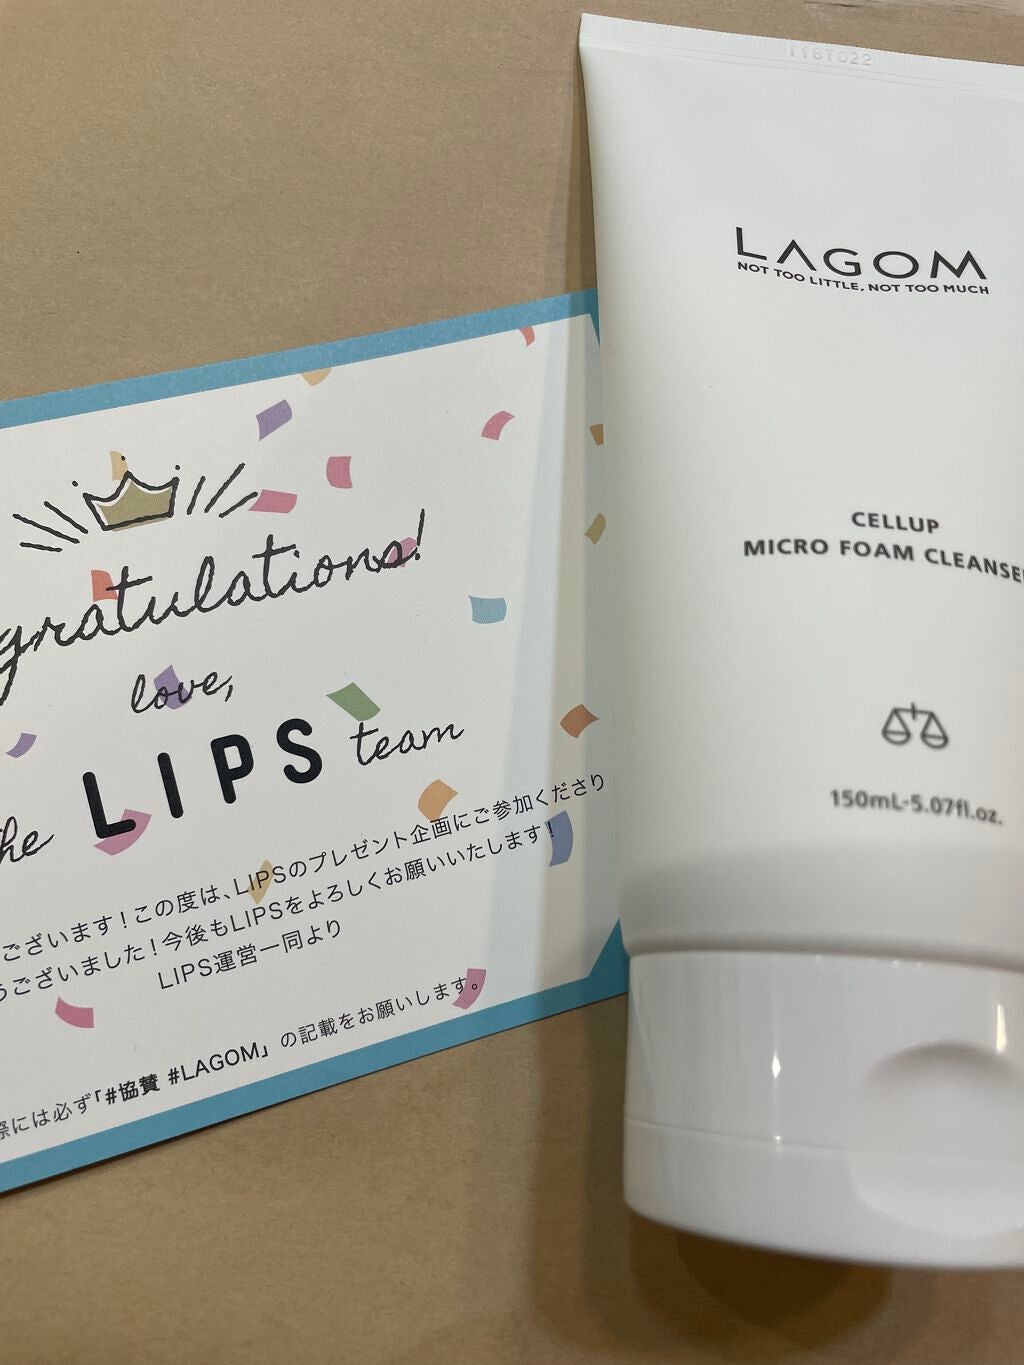 I16T022
LAGOM
NOT TOO LITTLE, NOT TOO MUCH
CELLUP
MICRO FOAM CLEANSE
150mL-5.07fl.oz.
gratulations!
love,
the LIPS team
ございます！この度は、LIPSのプレゼント企画にご参加くださり
うございました！今後もLIPSをよろしくお願いいたします！
LIPS運営一同より
際には必ず「#協賛 #LAGOM」の記載をお願いします。